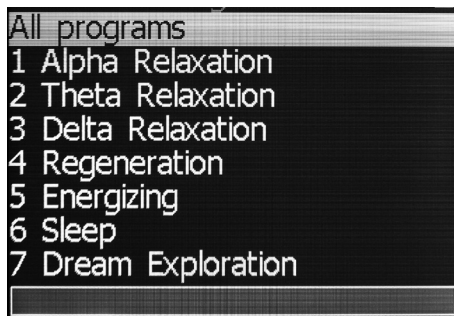 All programs
1 Alpha Relaxation
2 Theta Relaxation
3 Delta Relaxation
4 Regeneration
5 Energizing
6 Sleep
7 Dream Exploration